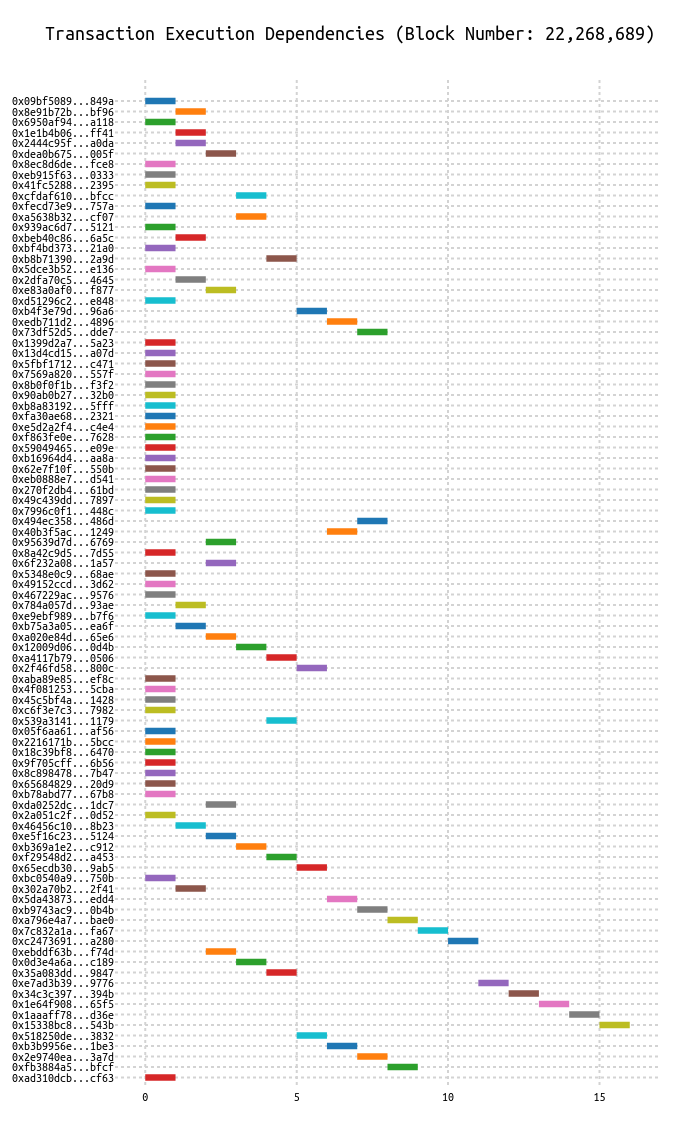 Transaction Execution Dependencies (Block Number: 22,268,689)
0x09bf5089...849a
0x8e91b72b...bf96
0x6950af94...a118
0x1e1b4b06...ff41
0x2444c95f...a0da
0xdea0b675...005f
0x8ec8d6de...fce8
0xeb915f63...0333
0x41fc5288...2395
0xcfdaf610...bfcc
0xfecd73e9...757a
0xa5638b32...cf07
0x939ac6d7...5121
0xbeb40c86...6a5c
0xbf4bd373...21a0
0xb8b71390...2a9d
0x5dce3b52...e136
0x2dfa70c5...4645
0xe83a0af0...f877
0xd51296c2...e848
0xb4f3e79d...96a6
0xedb711d2...4896
0x73df52d5...dde7
0x1399d2a7...5a23
0x13d4cd15...a07d
0x5fbf1712...c471
0x7569a820...557f
0x8b0f0f1b...f3f2
0x90ab0b27...32b0
0xb8a83192...5fff
0xfa30ae68...2321
0xe5d2a2f4...c4e4
0xf863fe0e...7628
0x59049465...e09e
0xb16964d4...aa8a
0x62e7f10f...550b
0xeb0888e7...d541
0x270f2db4...61bd
0x49c439dd...7897
0x7996c0f1...448c
0x494ec358...486d
0x40b3f5ac...1249
0x95639d7d...6769
0x8a42c9d5...7d55
0x6f232a08...1a57
0x5348e0c9...68ae
0x49152ccd...3d62
0x467229ac...9576
0x784a057d...93ae
0xe9ebf989...b7f6
0xb75a3a05...ea6f
0xa020e84d...65e6
0x12009d06...0d4b
0xa4117b79...0506
0x2f46fd58...800c
0xaba89e85...ef8c
0x4f081253...5cba
0x45c5bf4a...1428
0xc6f3e7c3...7982
0x539a3141...1179
0x05f6aa61...af56
0x2216171b...5bcc
0x18c39bf8...6470
0x9f705cff...6b56
0x8c898478...7b47
0x65684829...20d9
0xb78abd77...67b8
0xda0252dc...1dc7
0x2a051c2f...0d52
0x46456c10...8b23
0xe5f16c23...5124
0xb369a1e2...c912
0xf29548d2...a453
0x65ecdb30...9ab5
0xbc0540a9...750b
0x302a70b2...2f41
0x5da43873...edd4
0xb9743ac9...0b4b
0xa796e4a7...bae0
0x7c832a1a...fa67
0xc2473691...a280
0xebddf63b...f74d
0x0d3e4a6a...c189
0x35a083dd...9847
0xe7ad3b39...9776
0x34c3c397...394b
0x1e64f908...65f5
0x1aaaff78...d36e
0x15338bc8...543b
0x518250de...3832
0xb3b9956e...1be3
0x2e9740ea...3a7d
0xfb3884a5...bfcf
0xad310dcb...cf63
0 5 10 15